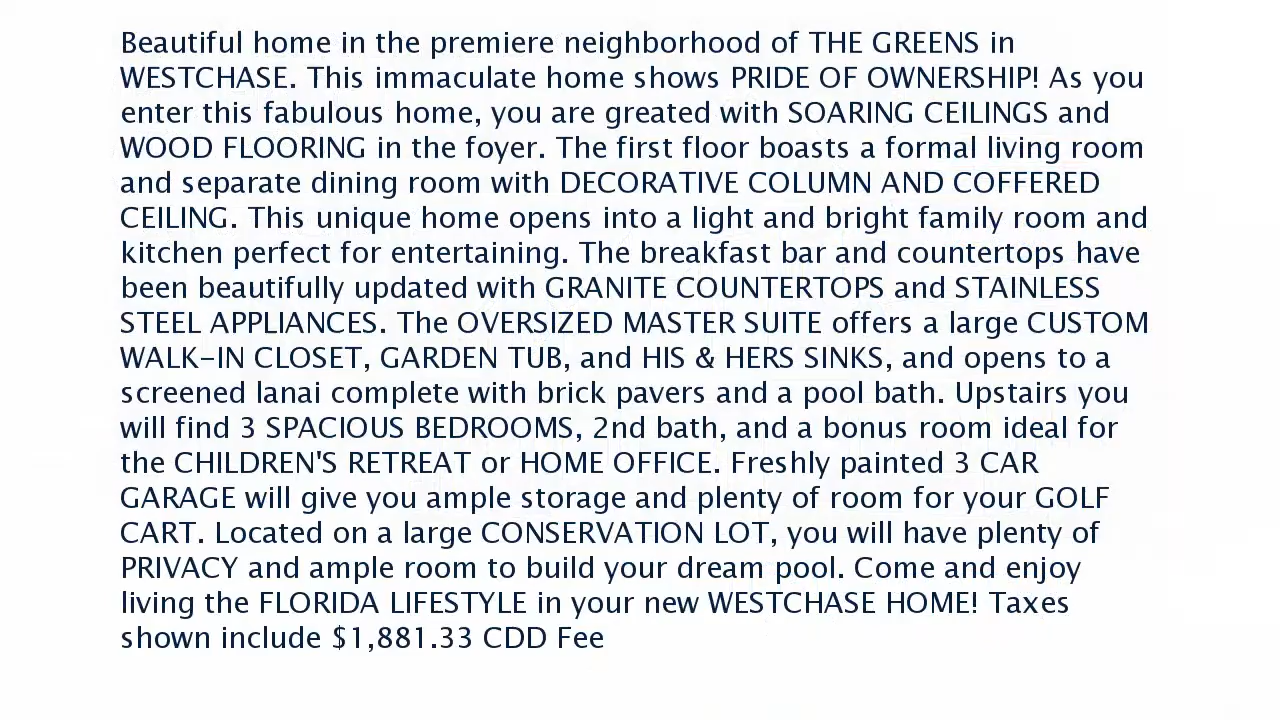 Beautiful home in the premiere neighborhood of THE GREENS in
WESTCHASE. This immaculate home shows PRIDE OF OWNERSHIP! As you
enter this fabulous home, you are greated with SOARING CEILINGS and
WOOD FLOORING in the foyer. The first floor boasts a formal living room
and separate dining room with DECORATIVE COLUMN AND COFFERED
CEILING. This unique home opens into a light and bright family room and
kitchen perfect for entertaining. The breakfast bar and countertops have
been beautifully updated with GRANITE COUNTERTOPS and STAINLESS
STEEL APPLIANCES. The OVERSIZED MASTER SUITE offers a large CUSTOM
WALK-IN CLOSET, GARDEN TUB, and HIS & HERS SINKS, and opens to a
screened lanai complete with brick pavers and a pool bath. Upstairs you
will find 3 SPACIOUS BEDROOMS, 2nd bath, and a bonus room ideal for
the CHILDREN'S RETREAT or HOME OFFICE. Freshly painted 3 CAR
GARAGE will give you ample storage and plenty of room for your GOLF
CART. Located on a large CONSERVATION LOT, you will have plenty of
PRIVACY and ample room to build your dream pool. Come and enjoy
living the FLORIDA LIFESTYLE in your new WESTCHASE HOME! Taxes
shown include $1,881.33 CDD Fee